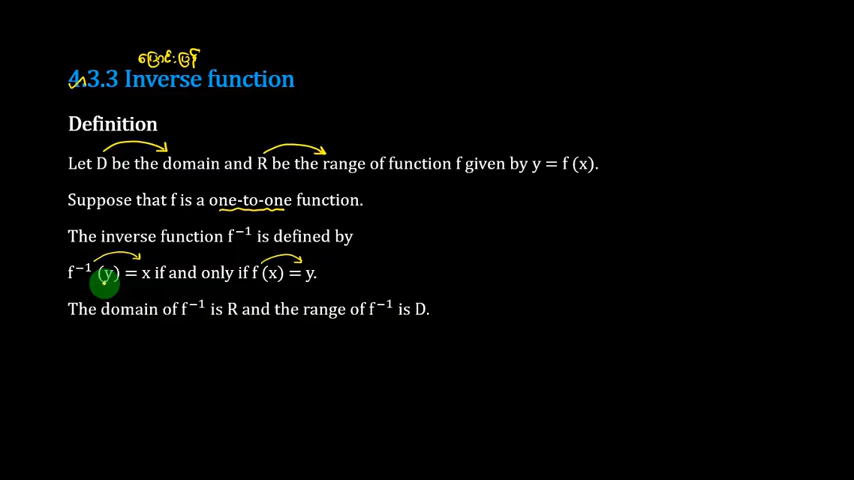 ပြောင်းပြန်
4.3.3 Inverse function
Definition
Let D be the domain and R be the range of function f given by y = f (x).
Suppose that f is a one-to-one function.
The inverse function f⁻¹ is defined by
f⁻¹ (y) = x if and only if f (x) = y.
The domain of f⁻¹ is R and the range of f⁻¹ is D.